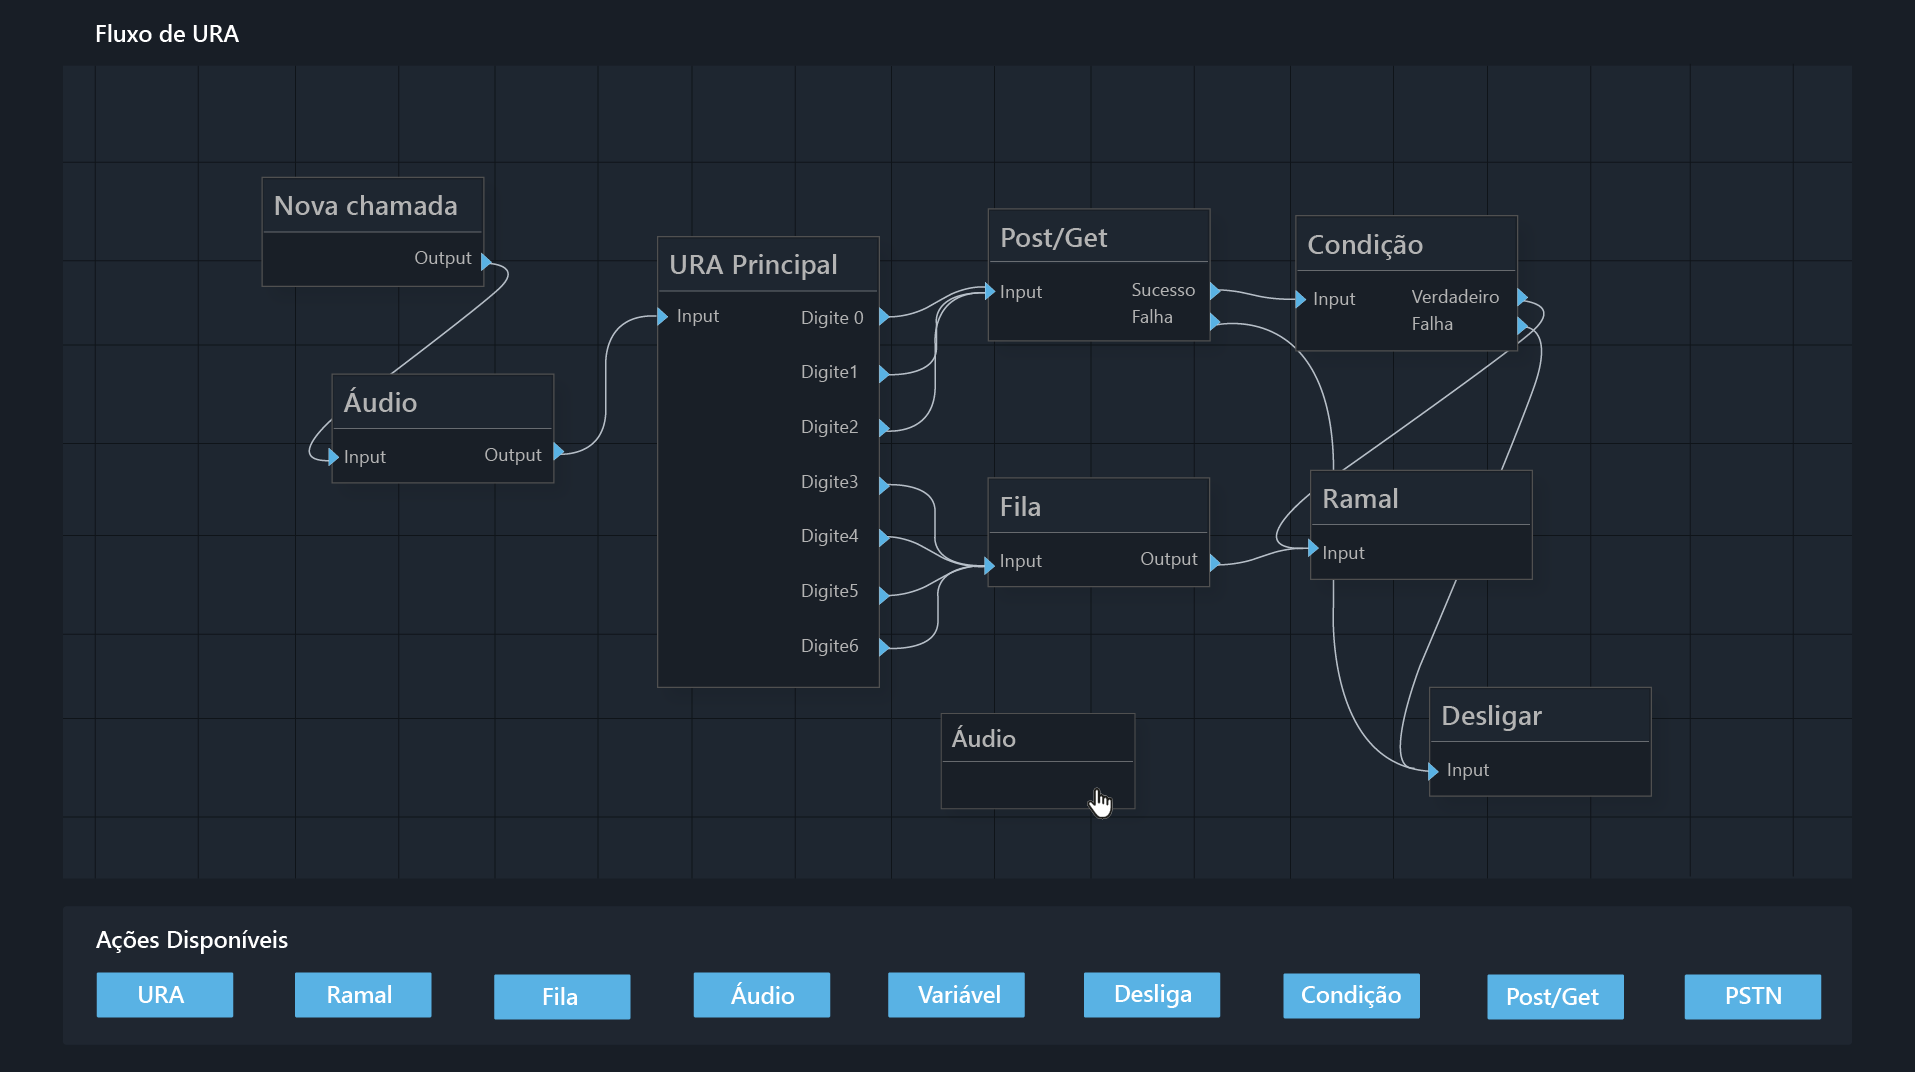 Fluxo de URA
Nova chamada
Output
Áudio
Input
Output
URA Principal
Input
Digite 0
Digite1
Digite2
Digite3
Digite4
Digite5
Digite6
Post/Get
Input
Sucesso
Falha
Condição
Input
Verdadeiro
Falha
Fila
Input
Output
Ramal
Input
Áudio
Desligar
Input
Ações Disponíveis
URA
Ramal
Fila
Áudio
Variável
Desliga
Condição
Post/Get
PSTN